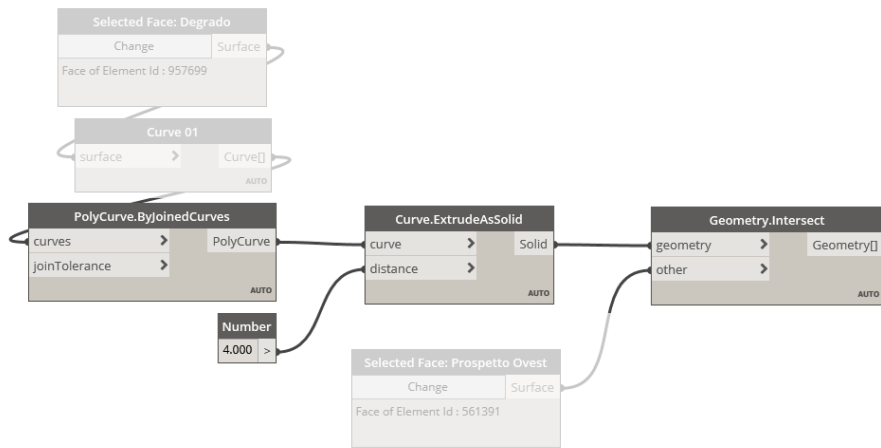 Selected Face: Degrado
Change Surface
Face of Element Id : 957699
Curve 01
surface > Curve[]
AUTO
PolyCurve.ByJoinedCurves
curves > PolyCurve
joinTolerance >
AUTO
Curve.ExtrudeAsSolid
curve > Solid
distance >
AUTO
Geometry.Intersect
geometry > Geometry[]
other >
AUTO
Number
4.000 >
Selected Face: Prospetto Ovest
Change Surface
Face of Element Id : 561391